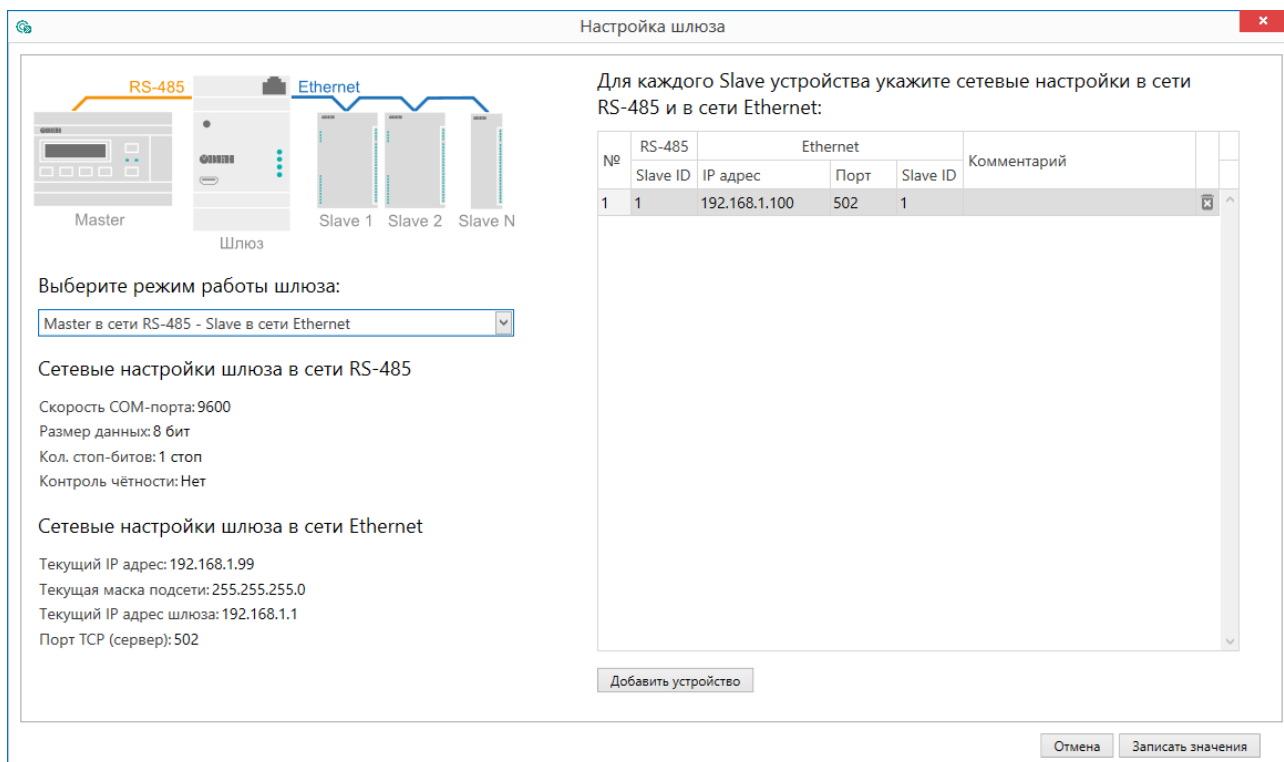 Настройка шлюза
RS-485
Ethernet
Master
Шлюз
Slave 1
Slave 2
Slave N
Выберите режим работы шлюза:
Master в сети RS-485 - Slave в сети Ethernet
Сетевые настройки шлюза в сети RS-485
Скорость COM-порта: 9600
Размер данных: 8 бит
Кол. стоп-битов: 1 стоп
Контроль чётности: Нет
Сетевые настройки шлюза в сети Ethernet
Текущий IP адрес: 192.168.1.99
Текущая маска подсети: 255.255.255.0
Текущий IP адрес шлюза: 192.168.1.1
Порт TCP (сервер): 502
Для каждого Slave устройства укажите сетевые настройки в сети
RS-485 и в сети Ethernet:
№ RS-485 Ethernet Комментарий
Slave ID IP адрес Порт Slave ID
1 1 192.168.1.100 502 1
Добавить устройство
Отмена Записать значения